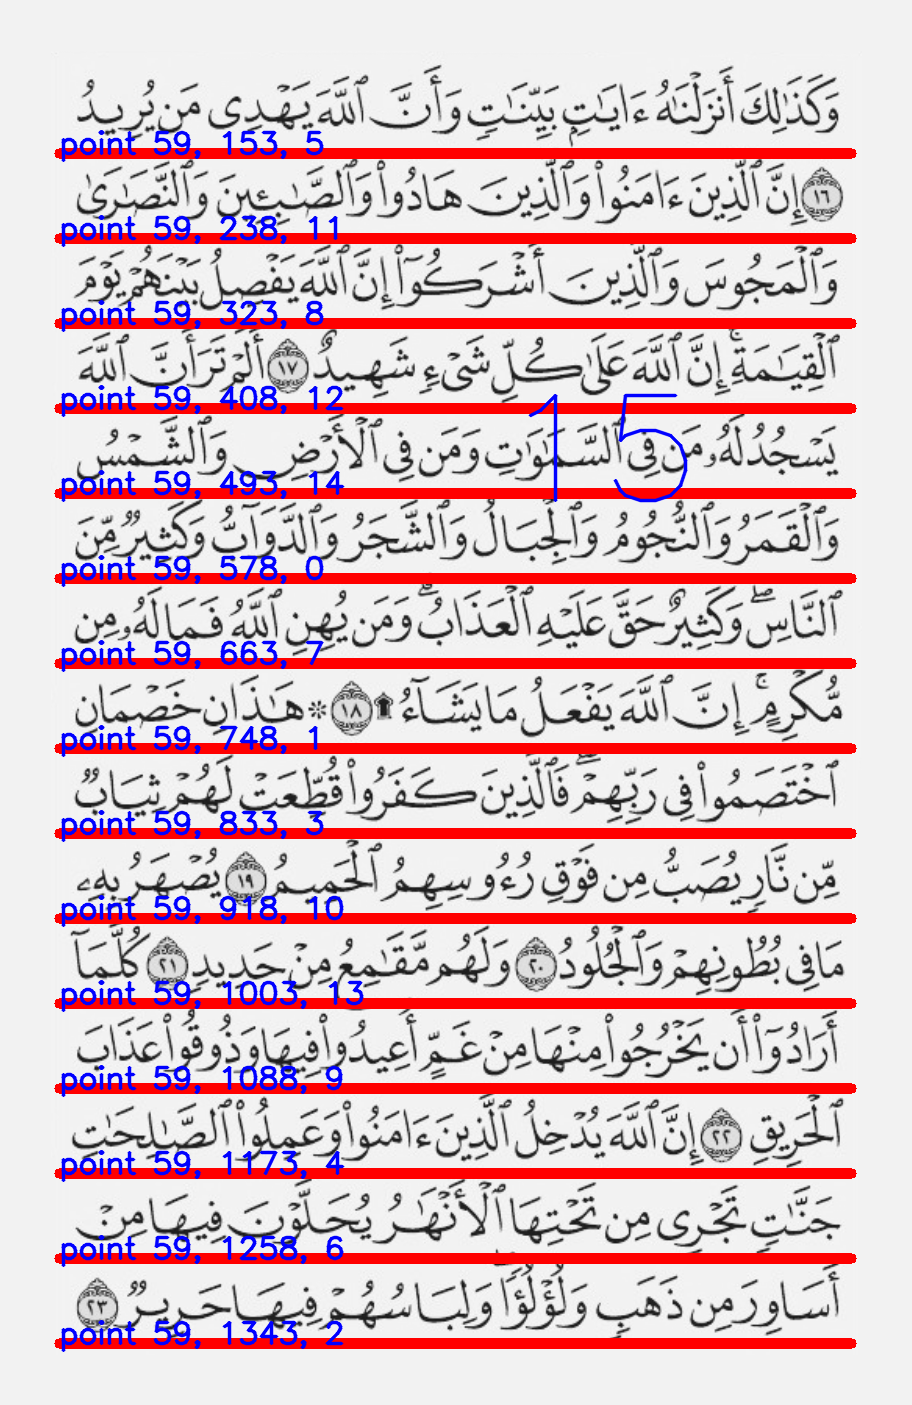 وَكَذَٰلِكَ أَنزَلْنَٰهُ ءَايَٰتٍۭ بَيِّنَٰتٍ وَأَنَّ ٱللَّهَ يَهْدِى مَن يُرِيدُ
point 59, 153, 5
١٦ إِنَّ ٱلَّذِينَ ءَامَنُوا۟ وَٱلَّذِينَ هَادُوا۟ وَٱلصَّٰبِـِٔينَ وَٱلنَّصَٰرَىٰ
point 59, 238, 11
وَٱلْمَجُوسَ وَٱلَّذِينَ أَشْرَكُوٓا۟ إِنَّ ٱللَّهَ يَفْصِلُ بَيْنَهُمْ يَوْمَ
point 59, 323, 8
ٱلْقِيَٰمَةِ ۚ إِنَّ ٱللَّهَ عَلَىٰ كُلِّ شَىْءٍ شَهِيدٌ ١٧ أَلَمْ تَرَ أَنَّ ٱللَّهَ
point 59, 408, 12
15
يَسْجُدُ لَهُۥ مَن فِى ٱلسَّمَٰوَٰتِ وَمَن فِى ٱلْأَرْضِ وَٱلشَّمْسُ
point 59, 493, 14
وَٱلْقَمَرُ وَٱلنُّجُومُ وَٱلْجِبَالُ وَٱلشَّجَرُ وَٱلدَّوَآبُّ وَكَثِيرٌ مِّنَ
point 59, 578, 0
ٱلنَّاسِ ۖ وَكَثِيرٌ حَقَّ عَلَيْهِ ٱلْعَذَابُ ۗ وَمَن يُهِنِ ٱللَّهُ فَمَا لَهُۥ مِن
point 59, 663, 7
مُّكْرِمٍ ۚ إِنَّ ٱللَّهَ يَفْعَلُ مَا يَشَآءُ ۩ ١٨ ۞ هَٰذَانِ خَصْمَانِ
point 59, 748, 1
ٱخْتَصَمُوا۟ فِى رَبِّهِمْ ۖ فَٱلَّذِينَ كَفَرُوا۟ قُطِّعَتْ لَهُمْ ثِيَابٌ
point 59, 833, 3
مِّن نَّارٍ يُصَبُّ مِن فَوْقِ رُءُوسِهِمُ ٱلْحَمِيمُ ١٩ يُصْهَرُ بِهِۦ
point 59, 918, 10
مَا فِى بُطُونِهِمْ وَٱلْجُلُودُ ٢٠ وَلَهُم مَّقَٰمِعُ مِنْ حَدِيدٍ ٢١ كُلَّمَآ
point 59, 1003, 13
أَرَادُوٓا۟ أَن يَخْرُجُوا۟ مِنْهَا مِنْ غَمٍّ أُعِيدُوا۟ فِيهَا وَذُوقُوا۟ عَذَابَ
point 59, 1088, 9
ٱلْحَرِيقِ ٢٢ إِنَّ ٱللَّهَ يُدْخِلُ ٱلَّذِينَ ءَامَنُوا۟ وَعَمِلُوا۟ ٱلصَّٰلِحَٰتِ
point 59, 1173, 4
جَنَّٰتٍ تَجْرِى مِن تَحْتِهَا ٱلْأَنْهَٰرُ يُحَلَّوْنَ فِيهَا مِنْ
point 59, 1258, 6
أَسَاوِرَ مِن ذَهَبٍ وَلُؤْلُؤًا ۖ وَلِبَاسُهُمْ فِيهَا حَرِيرٌ ٢٣
point 59, 1343, 2